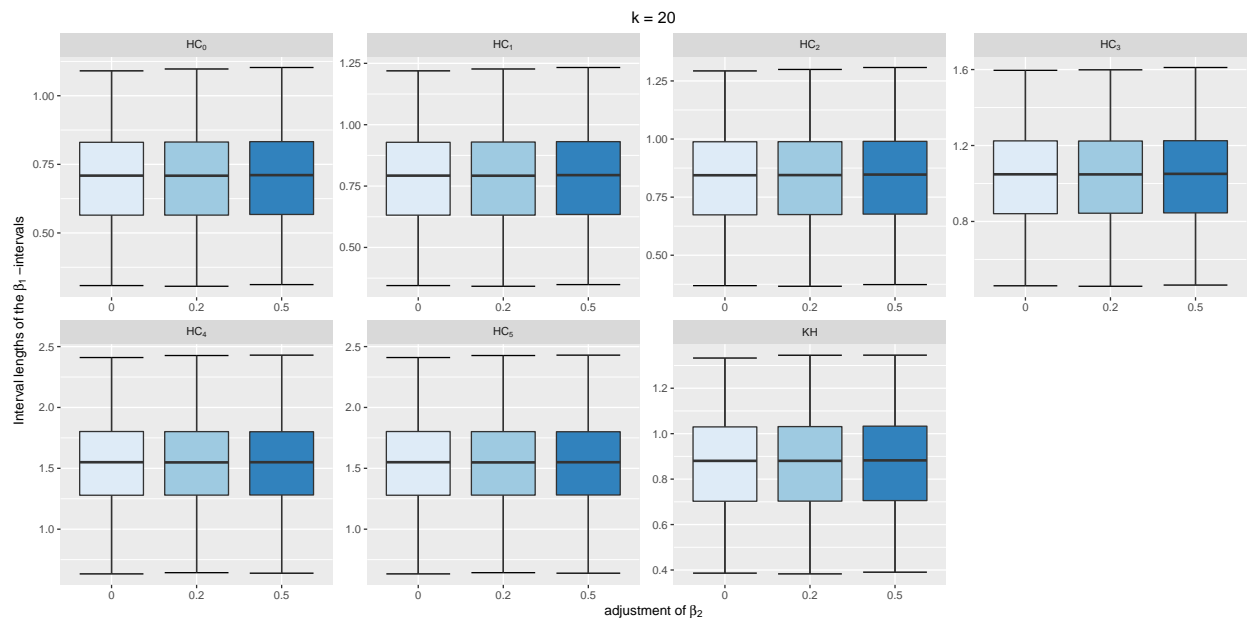 k = 20
HC₀
HC₁
HC₂
HC₃
1.00
0.75
0.50
1.25
1.00
0.75
0.50
1.25
1.00
0.75
0.50
1.6
1.2
0.8
0 0.2 0.5
0 0.2 0.5
0 0.2 0.5
0 0.2 0.5
HC₄
HC₅
KH
2.5
2.0
1.5
1.0
2.5
2.0
1.5
1.0
1.2
1.0
0.8
0.6
0.4
0 0.2 0.5
0 0.2 0.5
0 0.2 0.5
adjustment of β₂
Interval lengths of the β₁ −intervals